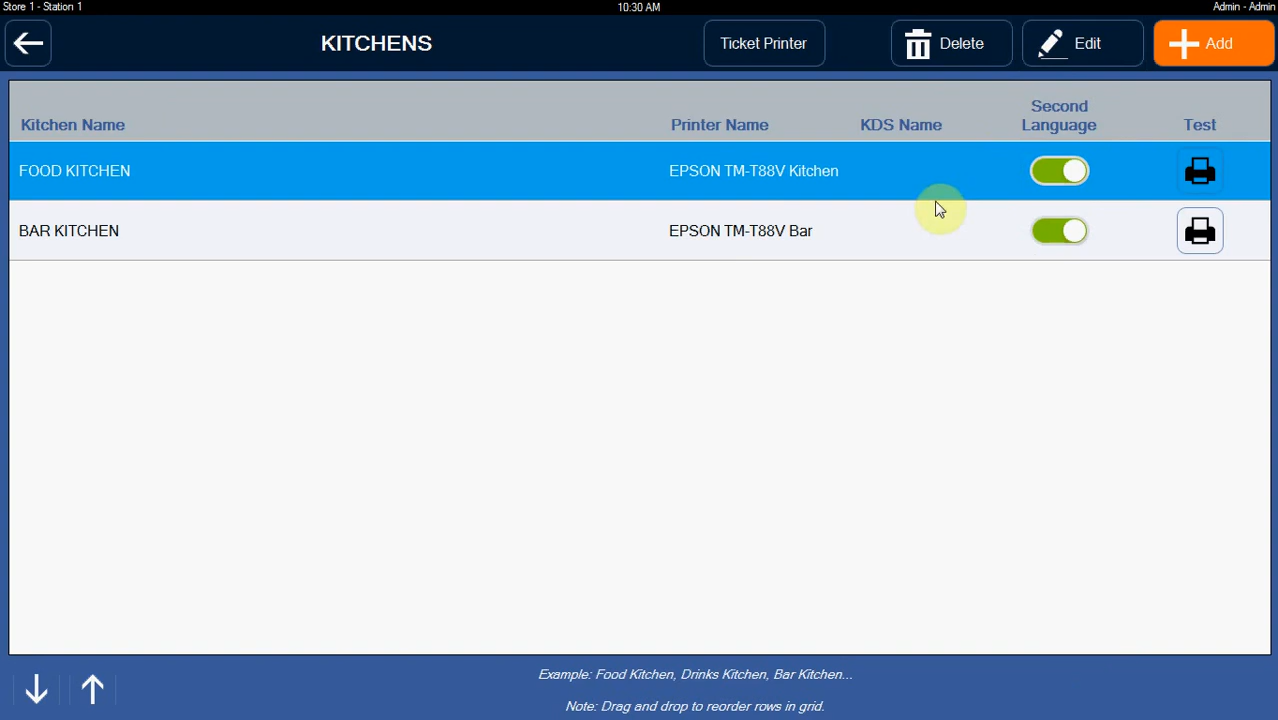 Store 1 - Station 1
10:30 AM
Admin - Admin
KITCHENS
Ticket Printer
Delete
Edit
Add
Kitchen Name
Printer Name
KDS Name
Second
Language
Test
FOOD KITCHEN
EPSON TM-T88V Kitchen
BAR KITCHEN
EPSON TM-T88V Bar
Example: Food Kitchen, Drinks Kitchen, Bar Kitchen...
Note: Drag and drop to reorder rows in grid.